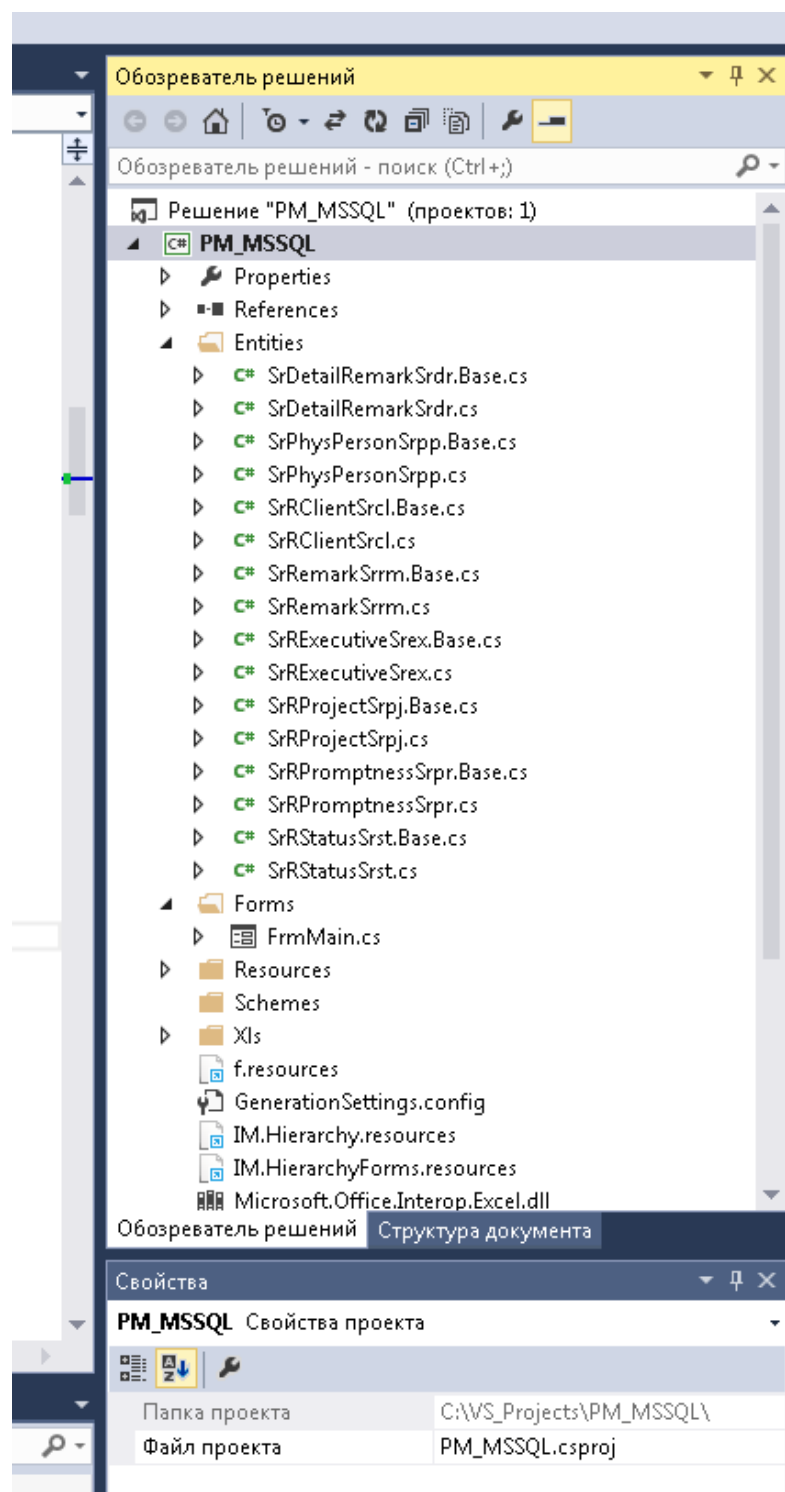 Обозреватель решений
Обозреватель решений - поиск (Ctrl+;)
Решение "PM_MSSQL" (проектов: 1)
C# PM_MSSQL
Properties
References
Entities
C# SrDetailRemarkSrdr.Base.cs
C# SrDetailRemarkSrdr.cs
C# SrPhysPersonSrpp.Base.cs
C# SrPhysPersonSrpp.cs
C# SrRClientSrcl.Base.cs
C# SrRClientSrcl.cs
C# SrRemarkSrrm.Base.cs
C# SrRemarkSrrm.cs
C# SrRExecutiveSrex.Base.cs
C# SrRExecutiveSrex.cs
C# SrRProjectSrpj.Base.cs
C# SrRProjectSrpj.cs
C# SrRPromptnessSrpr.Base.cs
C# SrRPromptnessSrpr.cs
C# SrRStatusSrst.Base.cs
C# SrRStatusSrst.cs
Forms
FrmMain.cs
Resources
Schemes
Xls
f.resources
GenerationSettings.config
IM.Hierarchy.resources
IM.HierarchyForms.resources
Microsoft.Office.Interop.Excel.dll
Обозреватель решений Структура документа
Свойства
PM_MSSQL Свойства проекта
Папка проекта C:\VS_Projects\PM_MSSQL\
Файл проекта PM_MSSQL.csproj